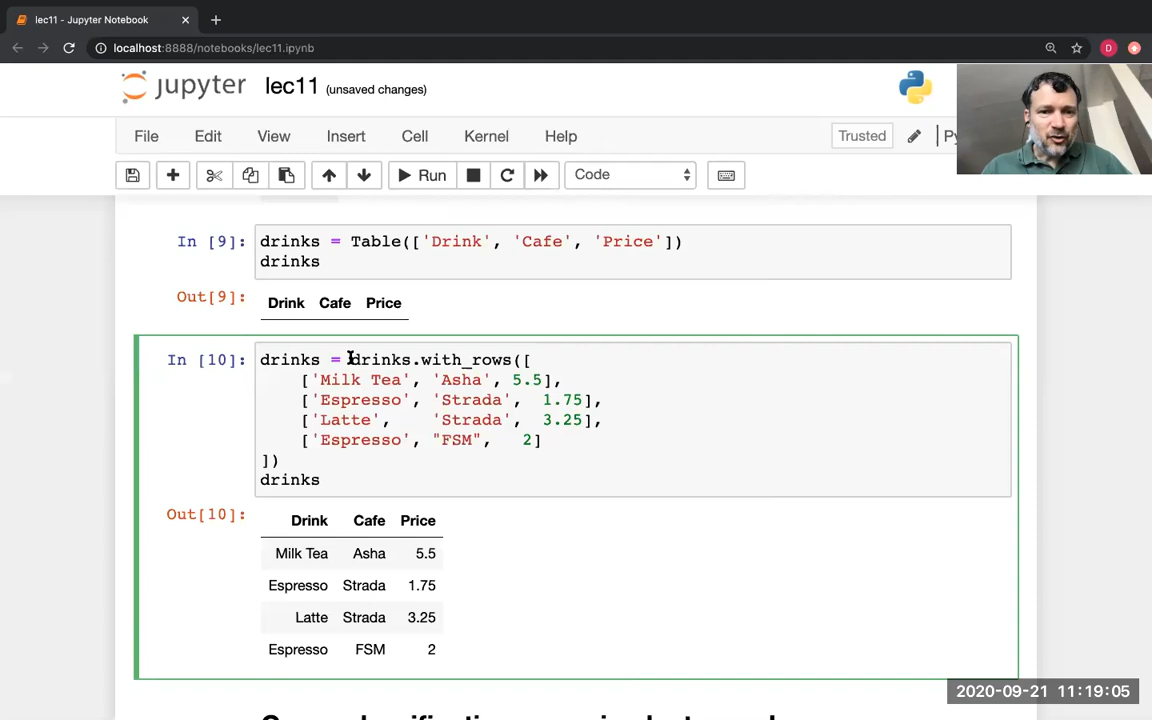 lec11 - Jupyter Notebook
localhost:8888/notebooks/lec11.ipynb
D
jupyter lec11 (unsaved changes)
File Edit View Insert Cell Kernel Help Trusted Py
Run Code
In [9]: drinks = Table(['Drink', 'Cafe', 'Price'])
drinks
Out[9]: Drink Cafe Price
In [10]: drinks = drinks.with_rows([
['Milk Tea', 'Asha', 5.5],
['Espresso', 'Strada', 1.75],
['Latte', 'Strada', 3.25],
['Espresso', "FSM", 2]
])
drinks
Out[10]: Drink Cafe Price
Milk Tea Asha 5.5
Espresso Strada 1.75
Latte Strada 3.25
Espresso FSM 2
2020-09-21 11:19:05